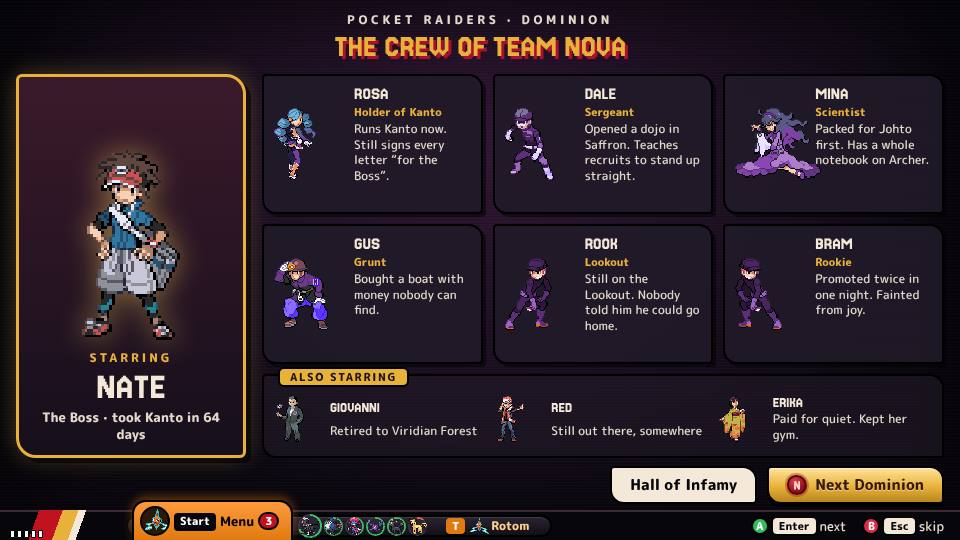 POCKET RAIDERS · DOMINION
THE CREW OF TEAM NOVA
STARRING
NATE
The Boss · took Kanto in 64
days
ROSA
Holder of Kanto
Runs Kanto now.
Still signs every
letter “for the
Boss”.
DALE
Sergeant
Opened a dojo in
Saffron. Teaches
recruits to stand up
straight.
MINA
Scientist
Packed for Johto
first. Has a whole
notebook on Archer.
GUS
Grunt
Bought a boat with
money nobody can
find.
ROOK
Lookout
Still on the
Lookout. Nobody
told him he could go
home.
BRAM
Rookie
Promoted twice in
one night. Fainted
from joy.
ALSO STARRING
GIOVANNI
Retired to Viridian Forest
RED
Still out there, somewhere
ERIKA
Paid for quiet. Kept her
gym.
Hall of Infamy
N Next Dominion
Start Menu 3
T Rotom
A Enter next
B Esc skip